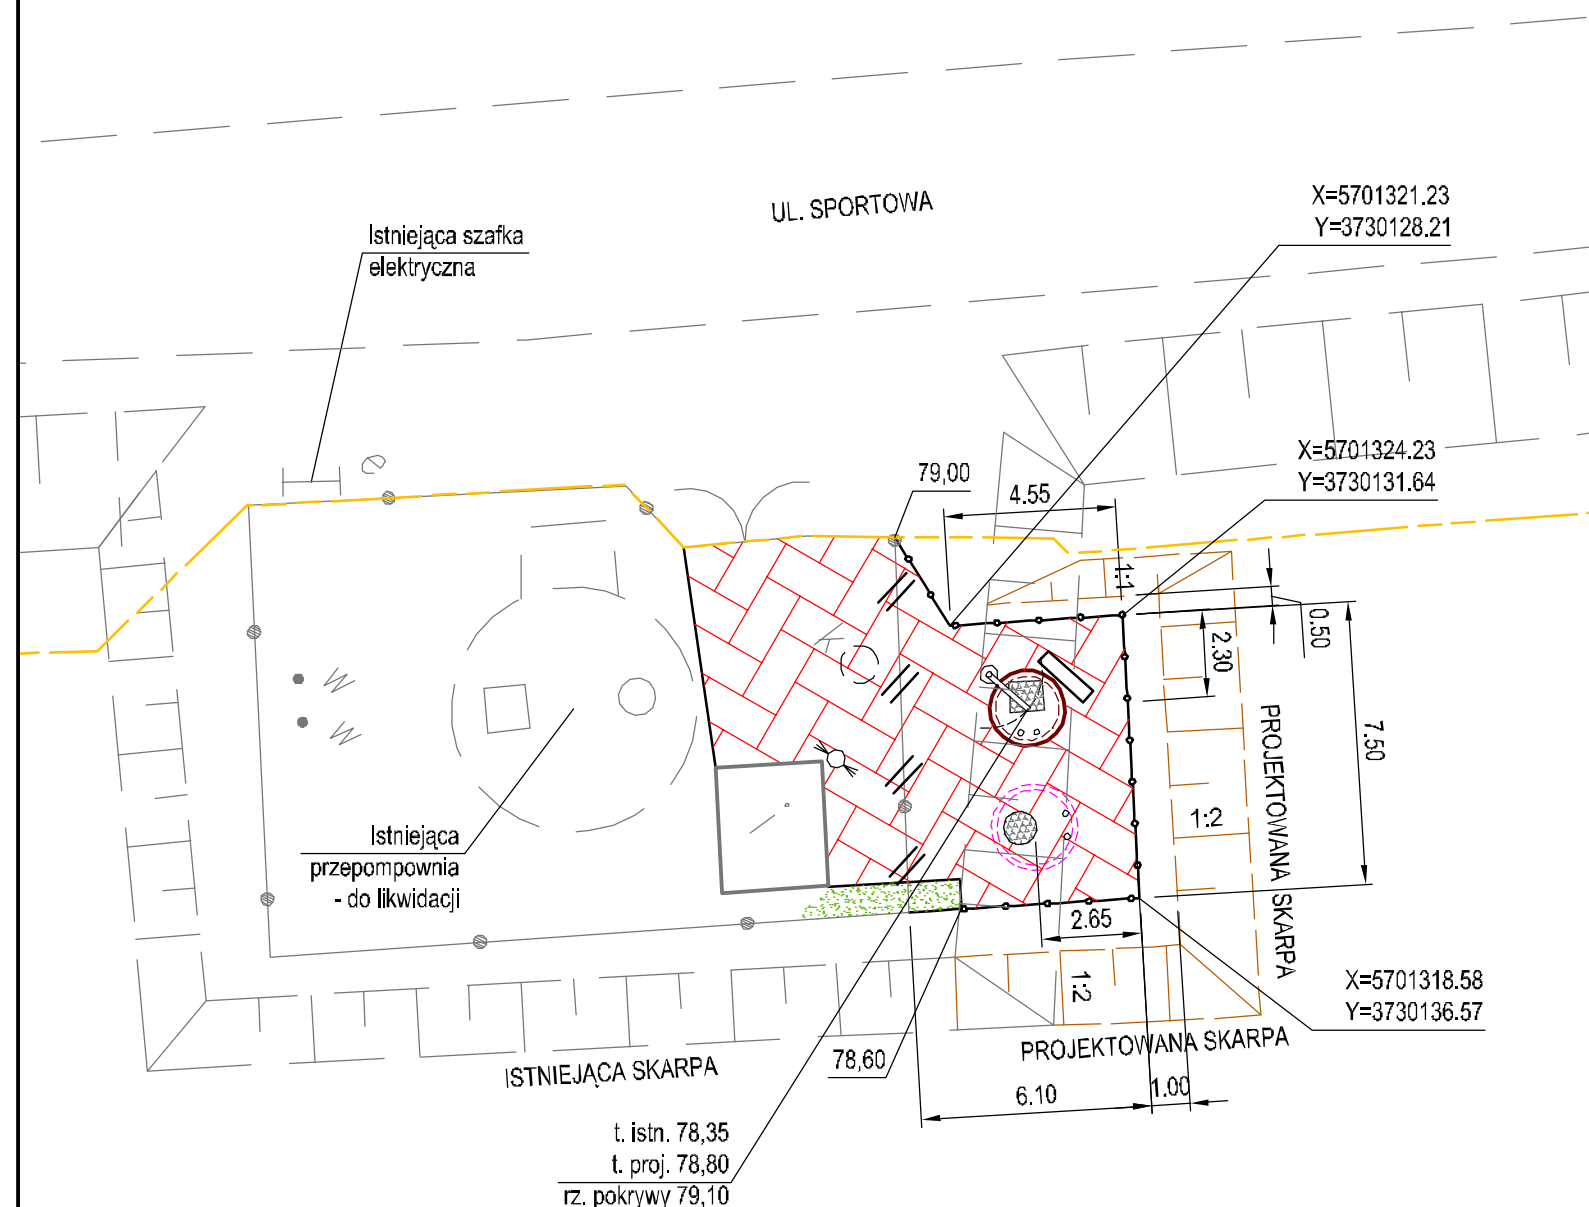 UL. SPORTOWA
X=5701321.23
Y=3730128.21
Istniejąca szafka
elektryczna
X=5701324.23
Y=3730131.64
79,00
4.55
1:1
0.50
2.30
7.50
PROJEKTOWANA SKARPA
1:2
Istniejąca
przepompownia
- do likwidacji
2.65
1:2
X=5701318.58
Y=3730136.57
PROJEKTOWANA SKARPA
78,60
ISTNIEJĄCA SKARPA
6.10
1.00
t. istn. 78,35
t. proj. 78,80
rz. pokrywy 79,10